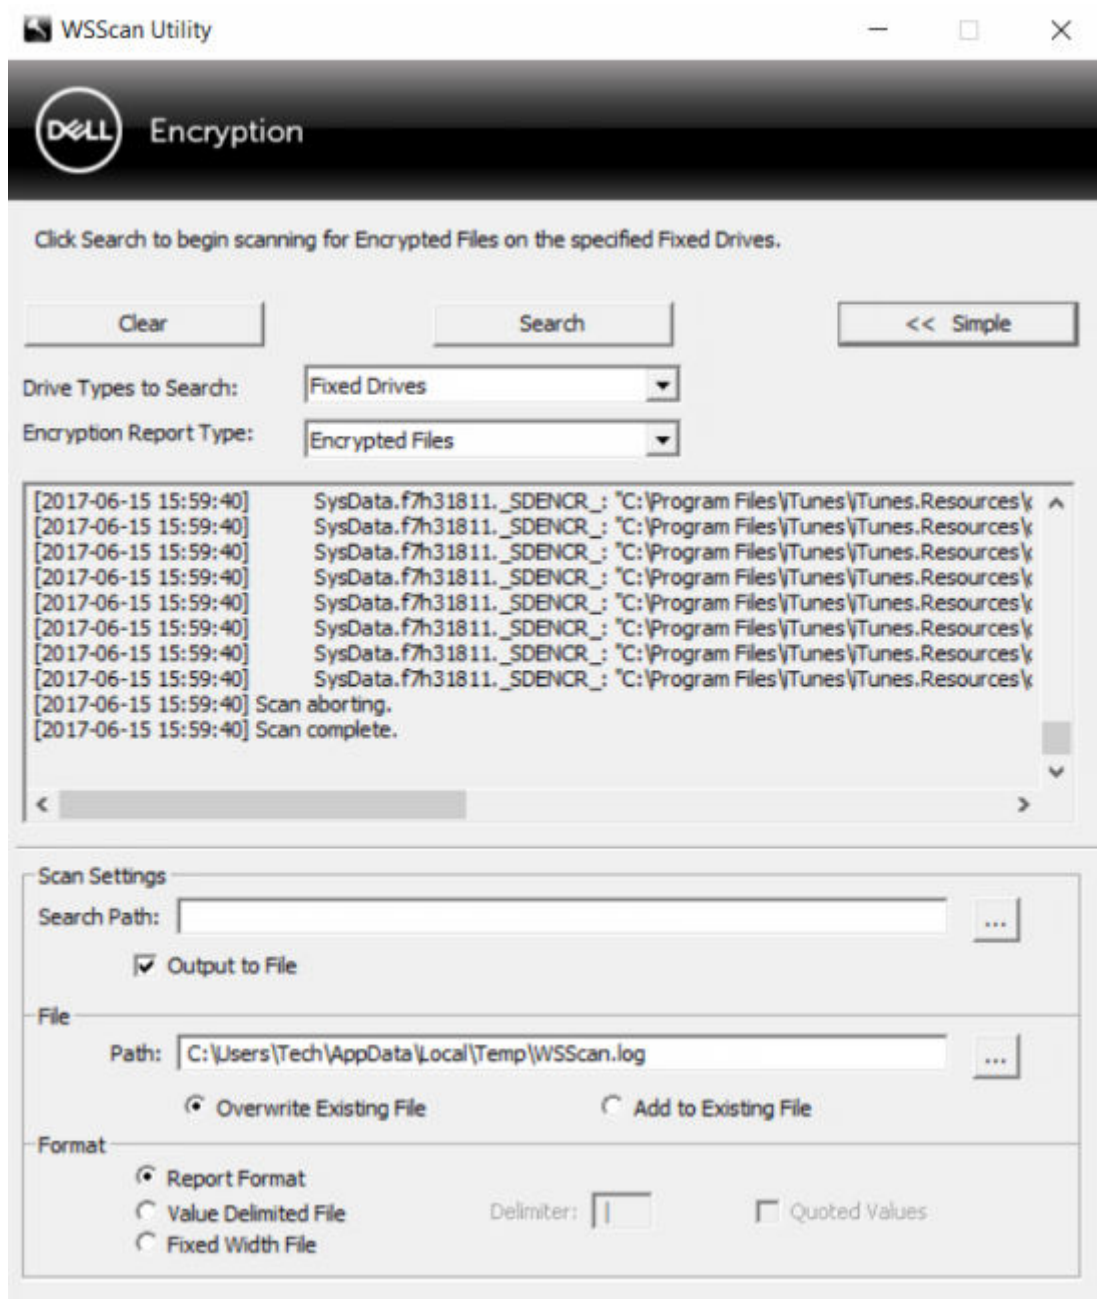 WSScan Utility
DELL Encryption
Click Search to begin scanning for Encrypted Files on the specified Fixed Drives.
Clear Search << Simple
Drive Types to Search: Fixed Drives
Encryption Report Type: Encrypted Files
[2017-06-15 15:59:40] SysData.f7h31811._SDENCR_: "C:\Program Files\iTunes\iTunes.Resources\
[2017-06-15 15:59:40] SysData.f7h31811._SDENCR_: "C:\Program Files\iTunes\iTunes.Resources\
[2017-06-15 15:59:40] SysData.f7h31811._SDENCR_: "C:\Program Files\iTunes\iTunes.Resources\
[2017-06-15 15:59:40] SysData.f7h31811._SDENCR_: "C:\Program Files\iTunes\iTunes.Resources\
[2017-06-15 15:59:40] SysData.f7h31811._SDENCR_: "C:\Program Files\iTunes\iTunes.Resources\
[2017-06-15 15:59:40] SysData.f7h31811._SDENCR_: "C:\Program Files\iTunes\iTunes.Resources\
[2017-06-15 15:59:40] SysData.f7h31811._SDENCR_: "C:\Program Files\iTunes\iTunes.Resources\
[2017-06-15 15:59:40] SysData.f7h31811._SDENCR_: "C:\Program Files\iTunes\iTunes.Resources\
[2017-06-15 15:59:40] Scan aborting.
[2017-06-15 15:59:40] Scan complete.
Scan Settings
Search Path: ...
Output to File
File
Path: C:\Users\Tech\AppData\Local\Temp\WSScan.log ...
Overwrite Existing File Add to Existing File
Format
Report Format
Value Delimited File Delimiter: | Quoted Values
Fixed Width File